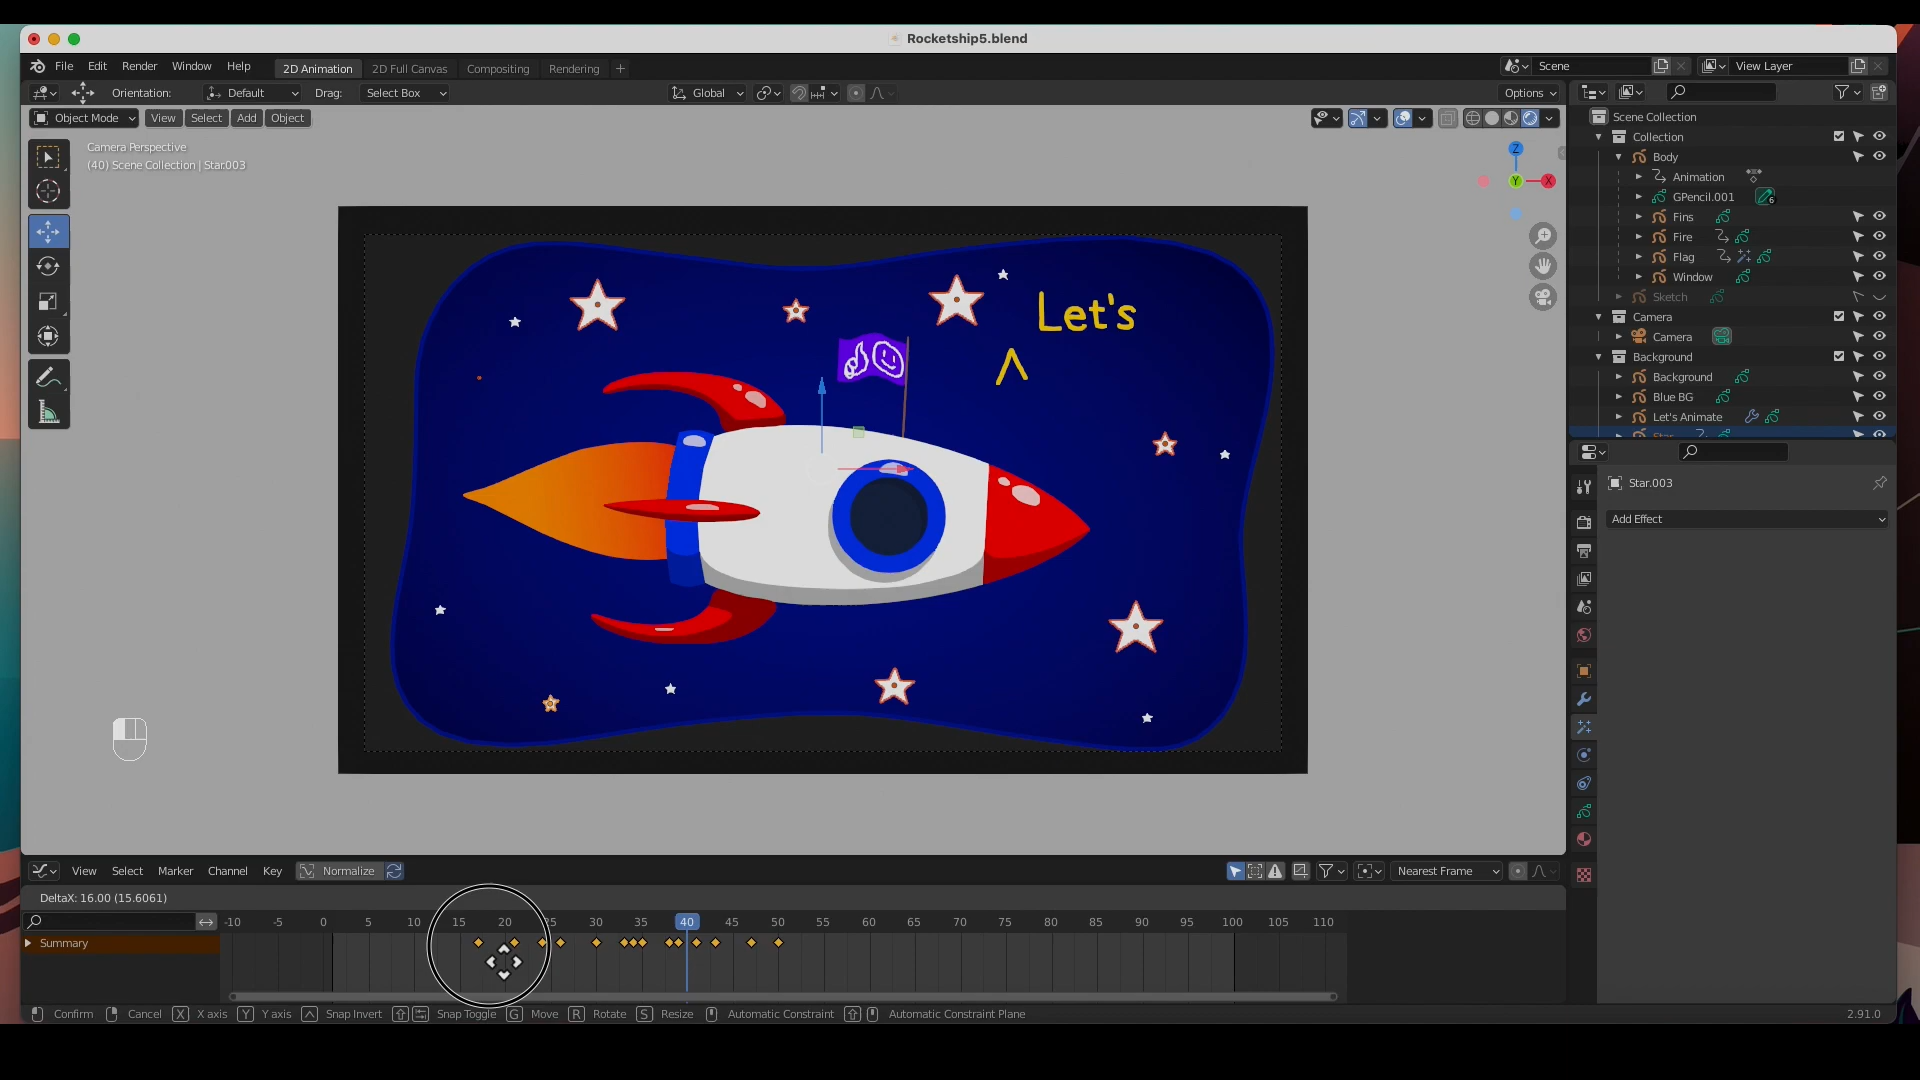 Rocketship5.blend
File Edit Render Window Help 2D Animation 2D Full Canvas Compositing Rendering + Scene View Layer
Orientation: Default Drag: Select Box Global Options
Object Mode View Select Add Object
Camera Perspective
(40) Scene Collection | Star.003
Z
Y X
Let's
Λ
Scene Collection
Collection
Body
Animation
GPencil.001 6
Fins
Fire
Flag
Window
Sketch
Camera
Camera
Background
Background
Blue BG
Let's Animate
Star.003
Add Effect
View Select Marker Channel Key Normalize Nearest Frame
DeltaX: 16.00 (15.6061)
-10 -5 0 5 10 15 20 25 30 35 40 45 50 55 60 65 70 75 80 85 90 95 100 105 110
Summary
Confirm Cancel X X axis Y Y axis Snap Invert Snap Toggle G Move R Rotate S Resize Automatic Constraint Automatic Constraint Plane 2.91.0